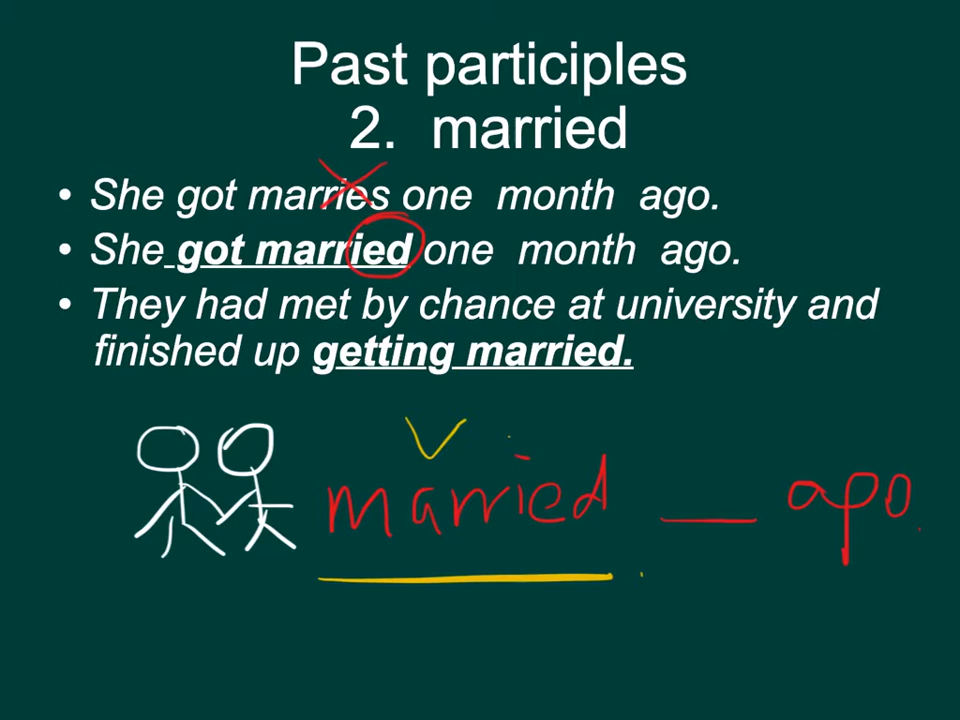 Past participles
2. married
• She got marries one month ago.
• She got married one month ago.
• They had met by chance at university and
finished up getting married.
married __ ago.